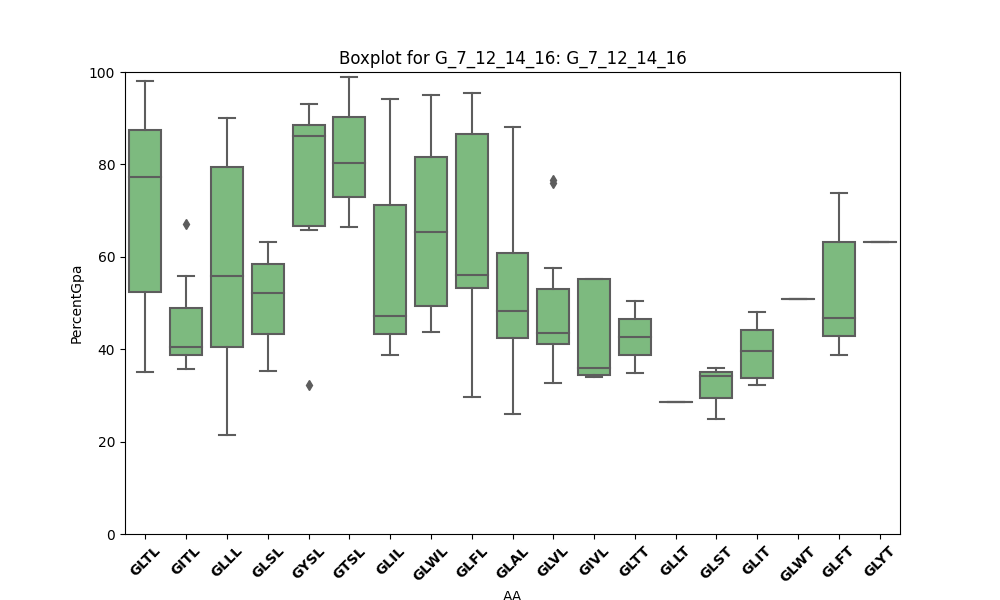 Boxplot for G_7_12_14_16: G_7_12_14_16
100
80
60
40
20
0
PercentGpa
GLTL GITL GLLL GLSL GYSL GTSL GLIL GLWL GLFL GLAL GLVL GIVL GLTT GLLT GLST GLIT GLWT GLFT GLYT
AA